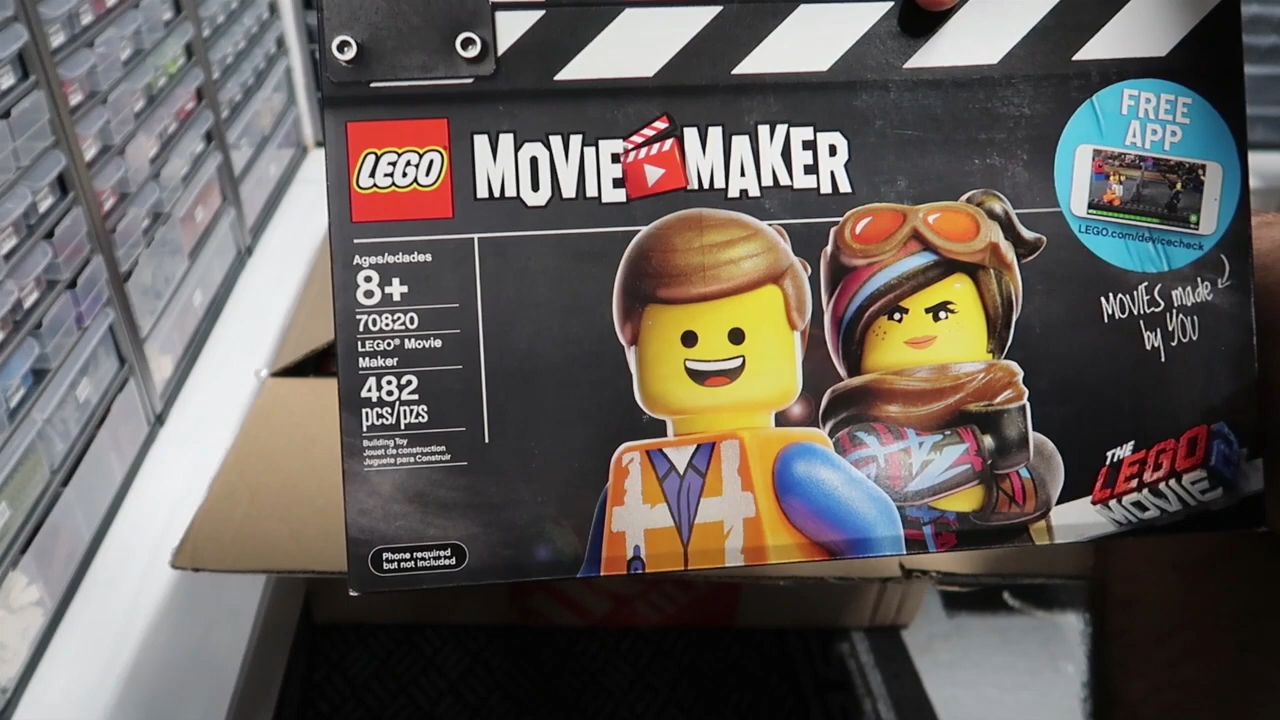 LEGO
MOVIE MAKER
FREE
APP
LEGO.com/devicecheck
MOVIES made
by YOU
Ages/edades
8+
70820
LEGO® Movie
Maker
482
pcs/pzs
Building Toy
Jouet de construction
Juguete para Construir
Phone required
but not included
THE
LEGO
MOVIE 2